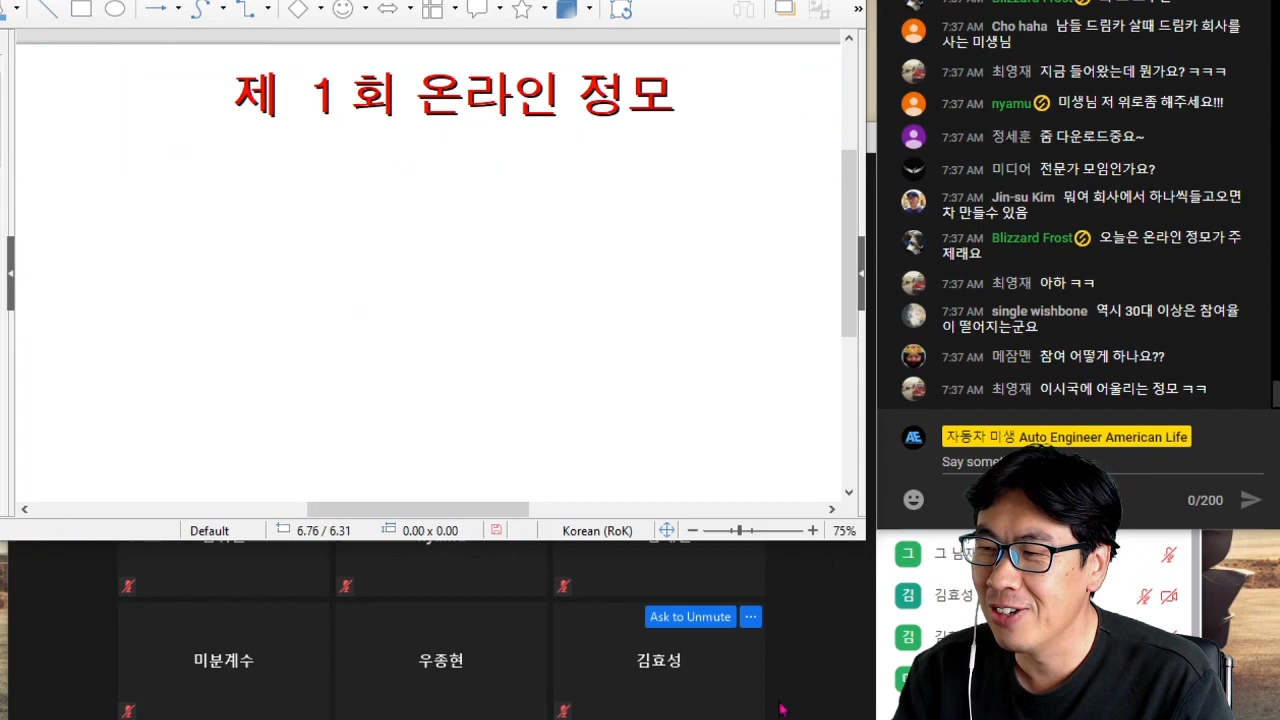 제 1 회 온라인 정모
Default
6.76 / 6.31
0.00 x 0.00
Korean (RoK)
75%
Ask to Unmute
미분계수
우종현
김효성
Blizzard Frost
7:37 AM Cho haha 남들 드림카 살때 드림카 회사를
사는 미생님
7:37 AM 최영재 지금 들어왔는데 뭔가요? ㅋㅋㅋ
7:37 AM nyamu 미생님 저 위로좀 해주세요!!!
7:37 AM 정세훈 줌 다운로드중요~
7:37 AM 미디어 전문가 모임인가요?
7:37 AM Jin-su Kim 뭐여 회사에서 하나씩들고오면
차 만들수 있음
7:37 AM Blizzard Frost 오늘은 온라인 정모가 주
제래요
7:37 AM 최영재 아하 ㅋㅋ
7:37 AM single wishbone 역시 30대 이상은 참여율
이 떨어지는군요
7:37 AM 메잠맨 참여 어떻게 하나요??
7:37 AM 최영재 이시국에 어울리는 정모 ㅋㅋ
AE 자동차 미생 Auto Engineer American Life
Say
0/200
그 그
김 김효성
김